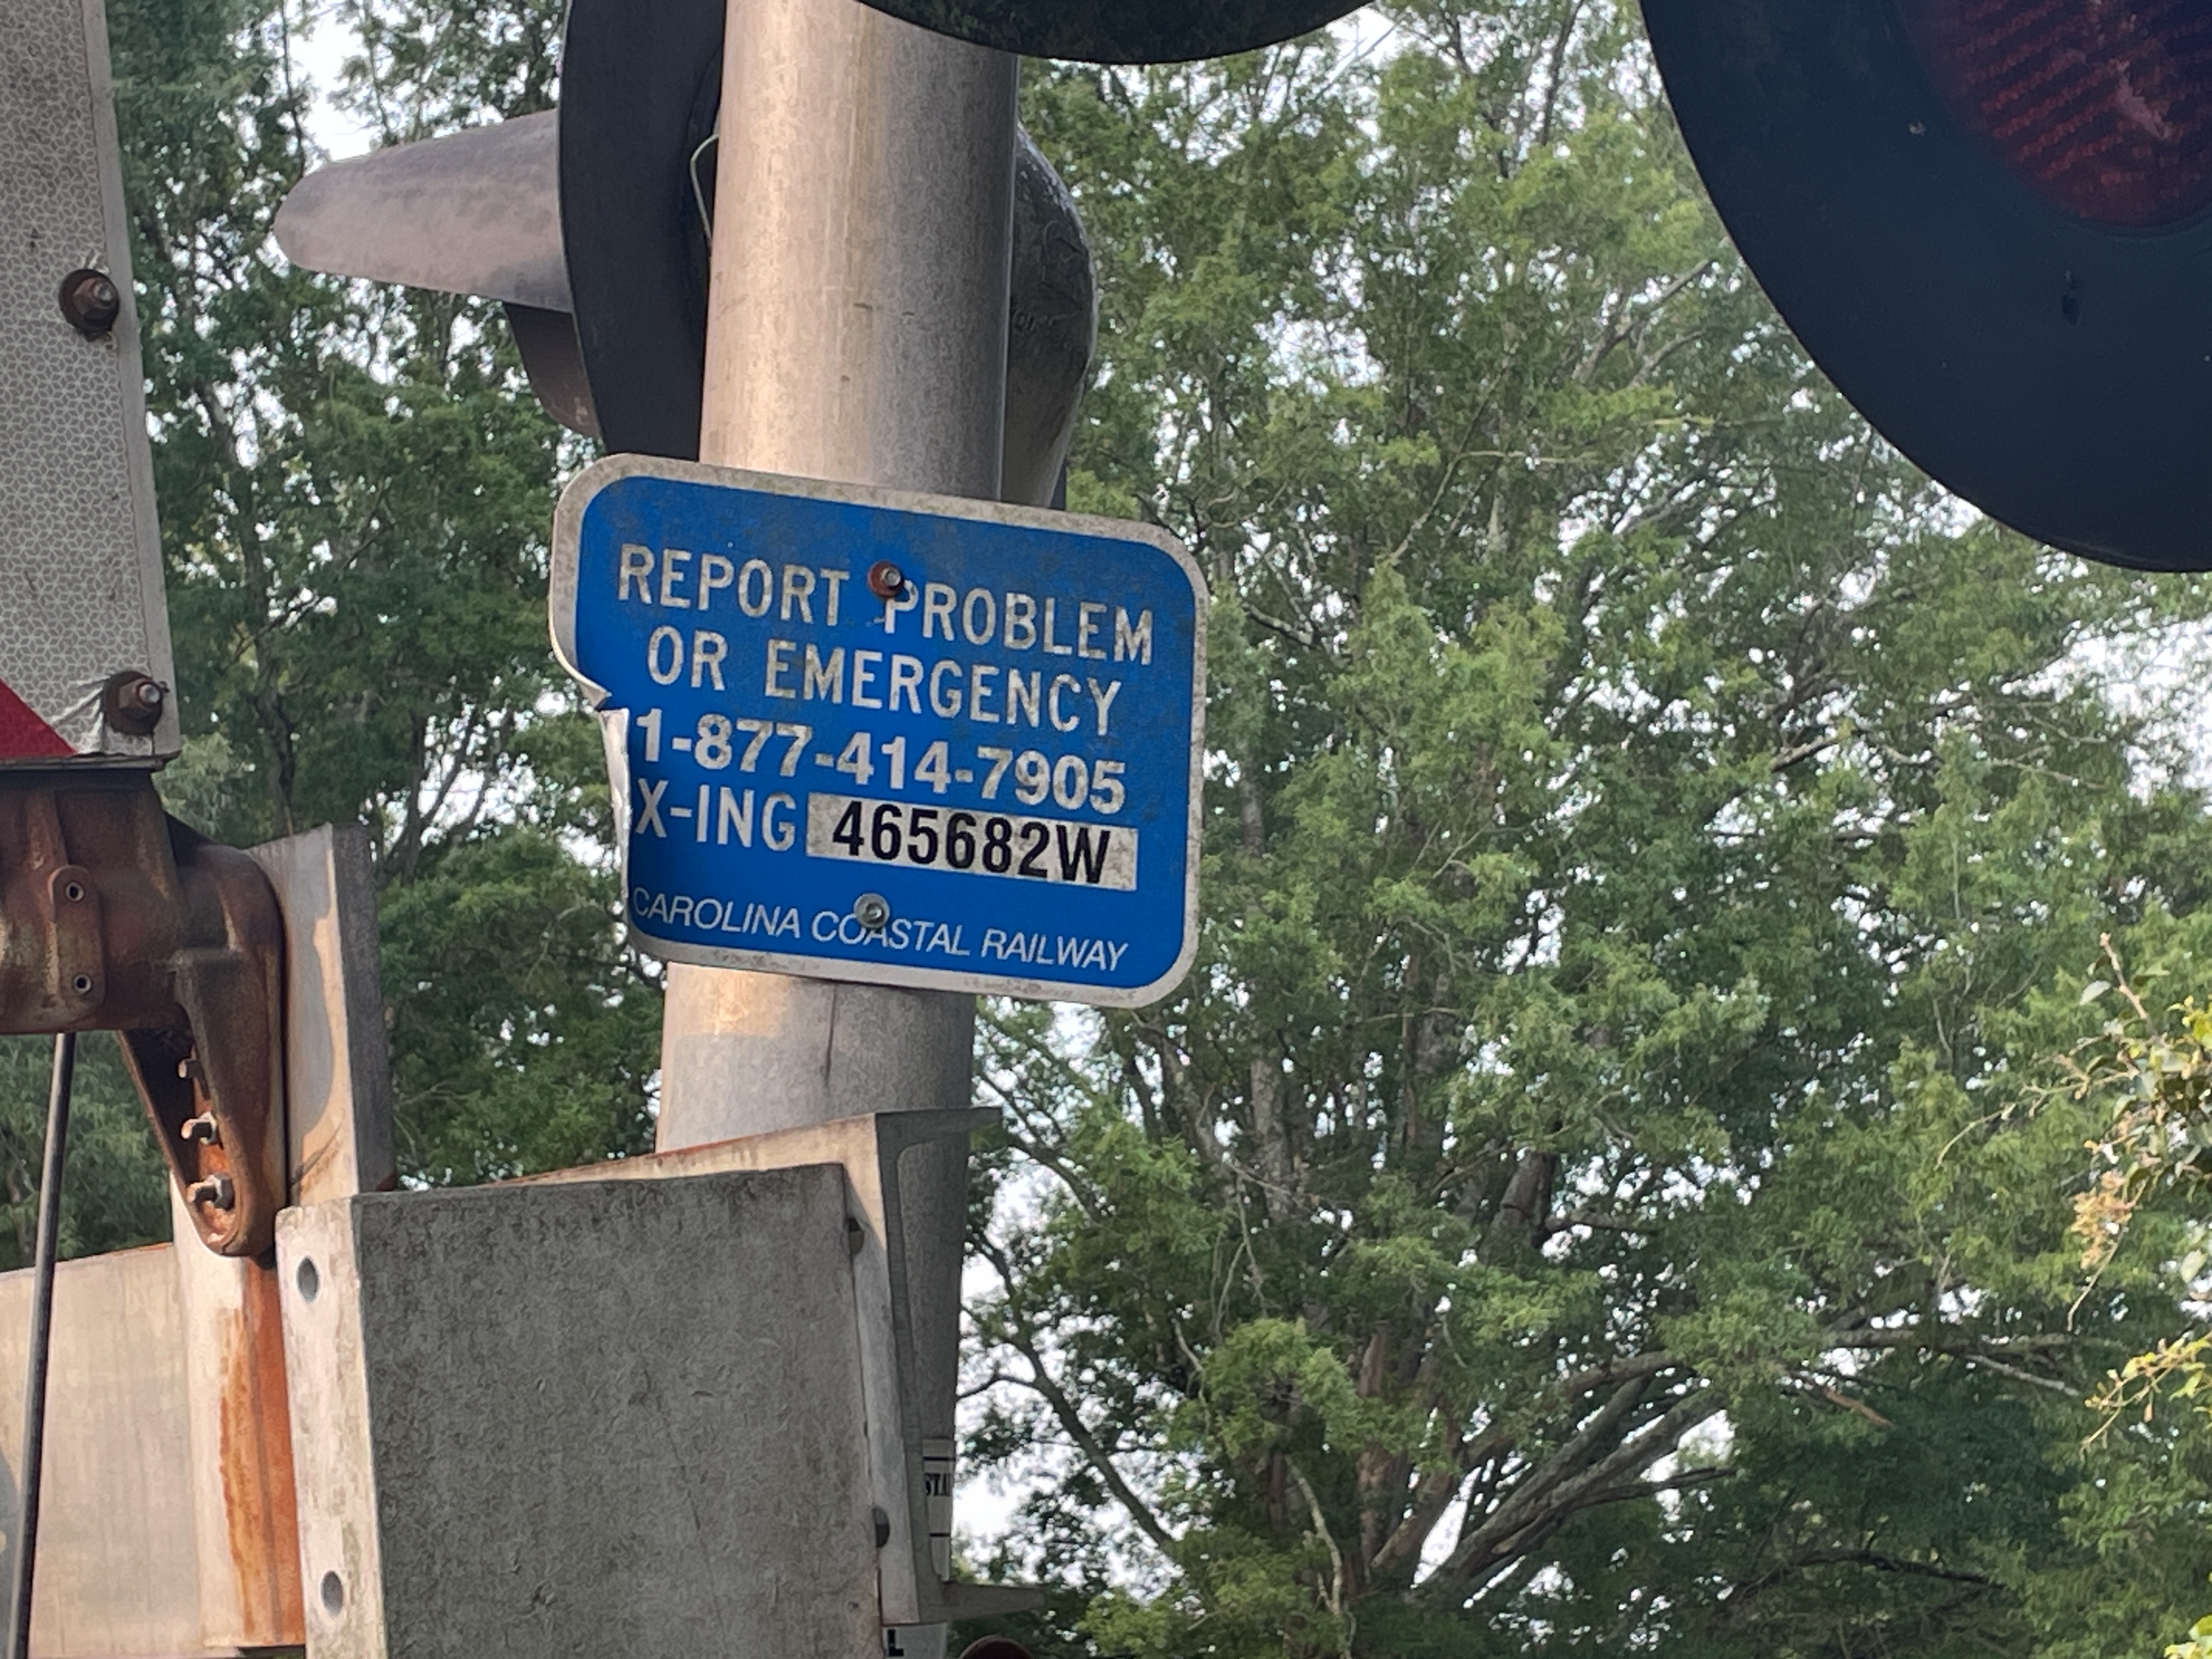 REPORT PROBLEM
OR EMERGENCY
1-877-414-7905
X-ING 465682W
CAROLINA COASTAL RAILWAY